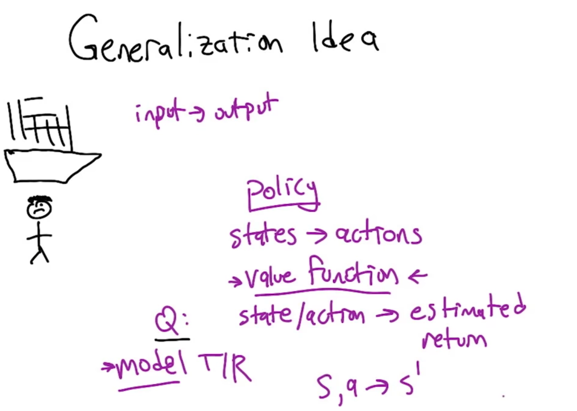 Generalization Idea
input → output
Policy
states → actions
→ value function ←
Q: state/action → estimated
return
→ model T/R
s, a → s'